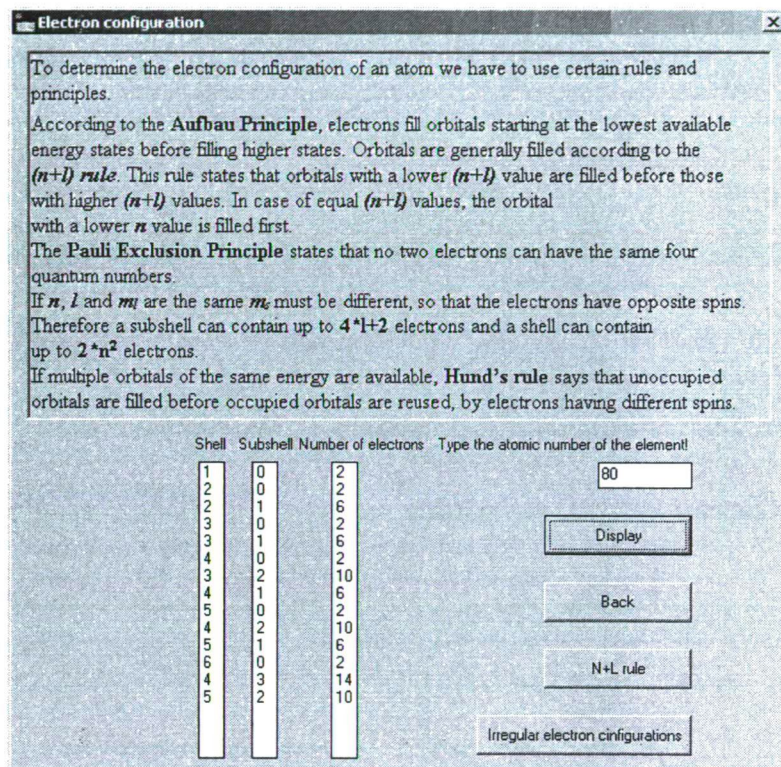 Electron configuration
To determine the electron configuration of an atom we have to use certain rules and
principles.
According to the Aufbau Principle, electrons fill orbitals starting at the lowest available
energy states before filling higher states. Orbitals are generally filled according to the
(n+l) rule. This rule states that orbitals with a lower (n+l) value are filled before those
with higher (n+l) values. In case of equal (n+l) values, the orbital
with a lower n value is filled first.
The Pauli Exclusion Principle states that no two electrons can have the same four
quantum numbers.
If n, l and ml are the same ms must be different, so that the electrons have opposite spins.
Therefore a subshell can contain up to 4*l+2 electrons and a shell can contain
up to 2*n² electrons.
If multiple orbitals of the same energy are available, Hund's rule says that unoccupied
orbitals are filled before occupied orbitals are reused, by electrons having different spins.
Shell Subshell Number of electrons Type the atomic number of the element!
1 0 2 80
2 0 2
2 1 6
3 0 2
3 1 6 Display
4 0 2
3 2 10
4 1 6
5 0 2 Back
4 2 10
5 1 6
6 0 2
4 3 14 N+L rule
5 2 10
Irregular electron cinfigurations